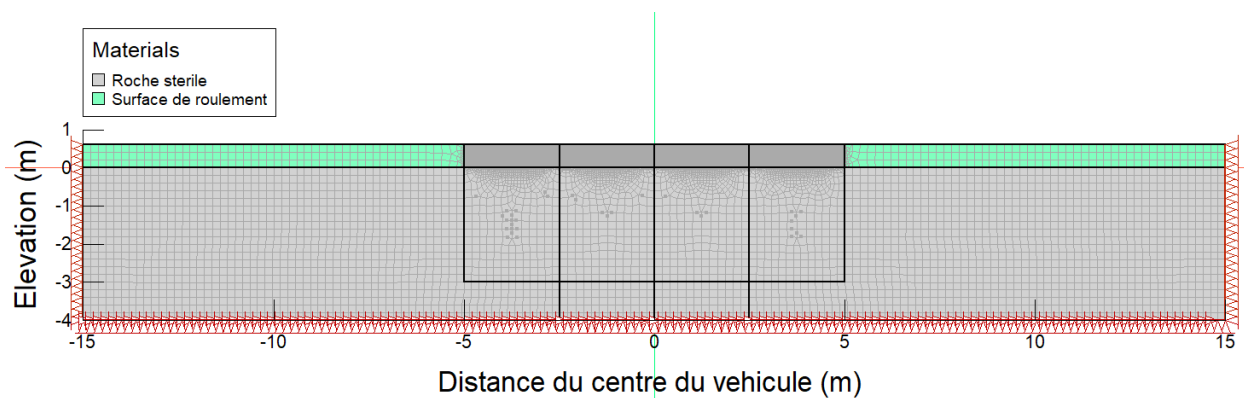 Materials
Roche sterile
Surface de roulement
Elevation (m)
1
0
-1
-2
-3
-4
-15
-10
-5
0
5
10
15
Distance du centre du vehicule (m)